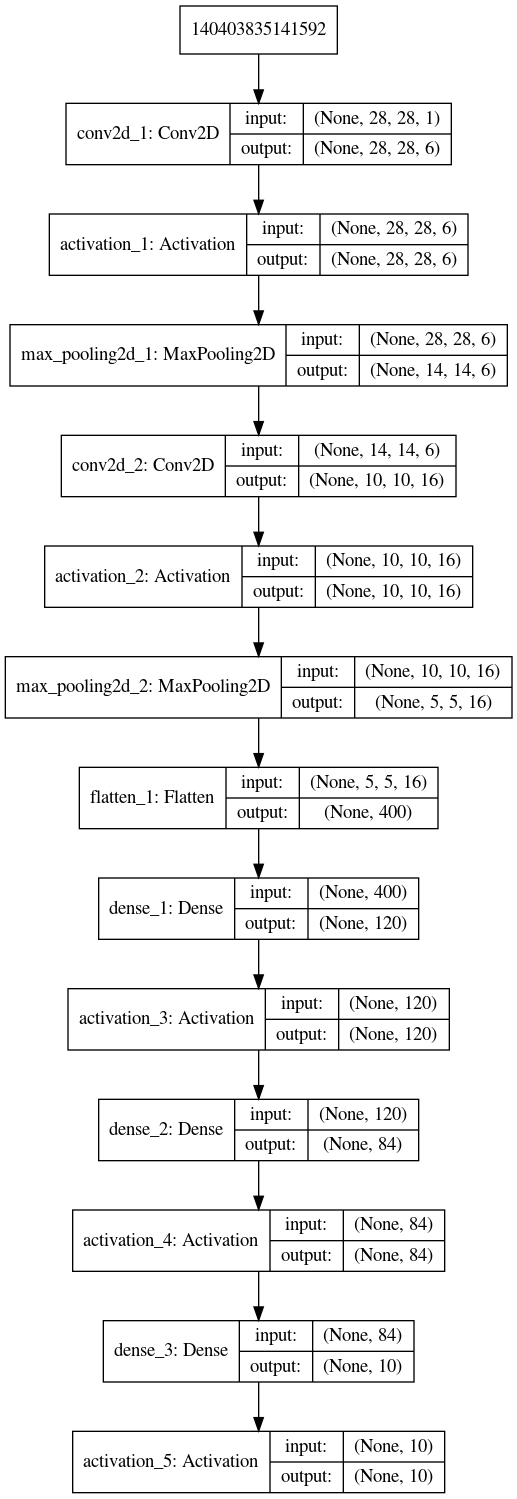 140403835141592
conv2d_1: Conv2D
input: (None, 28, 28, 1)
output: (None, 28, 28, 6)
activation_1: Activation
input: (None, 28, 28, 6)
output: (None, 28, 28, 6)
max_pooling2d_1: MaxPooling2D
input: (None, 28, 28, 6)
output: (None, 14, 14, 6)
conv2d_2: Conv2D
input: (None, 14, 14, 6)
output: (None, 10, 10, 16)
activation_2: Activation
input: (None, 10, 10, 16)
output: (None, 10, 10, 16)
max_pooling2d_2: MaxPooling2D
input: (None, 10, 10, 16)
output: (None, 5, 5, 16)
flatten_1: Flatten
input: (None, 5, 5, 16)
output: (None, 400)
dense_1: Dense
input: (None, 400)
output: (None, 120)
activation_3: Activation
input: (None, 120)
output: (None, 120)
dense_2: Dense
input: (None, 120)
output: (None, 84)
activation_4: Activation
input: (None, 84)
output: (None, 84)
dense_3: Dense
input: (None, 84)
output: (None, 10)
activation_5: Activation
input: (None, 10)
output: (None, 10)